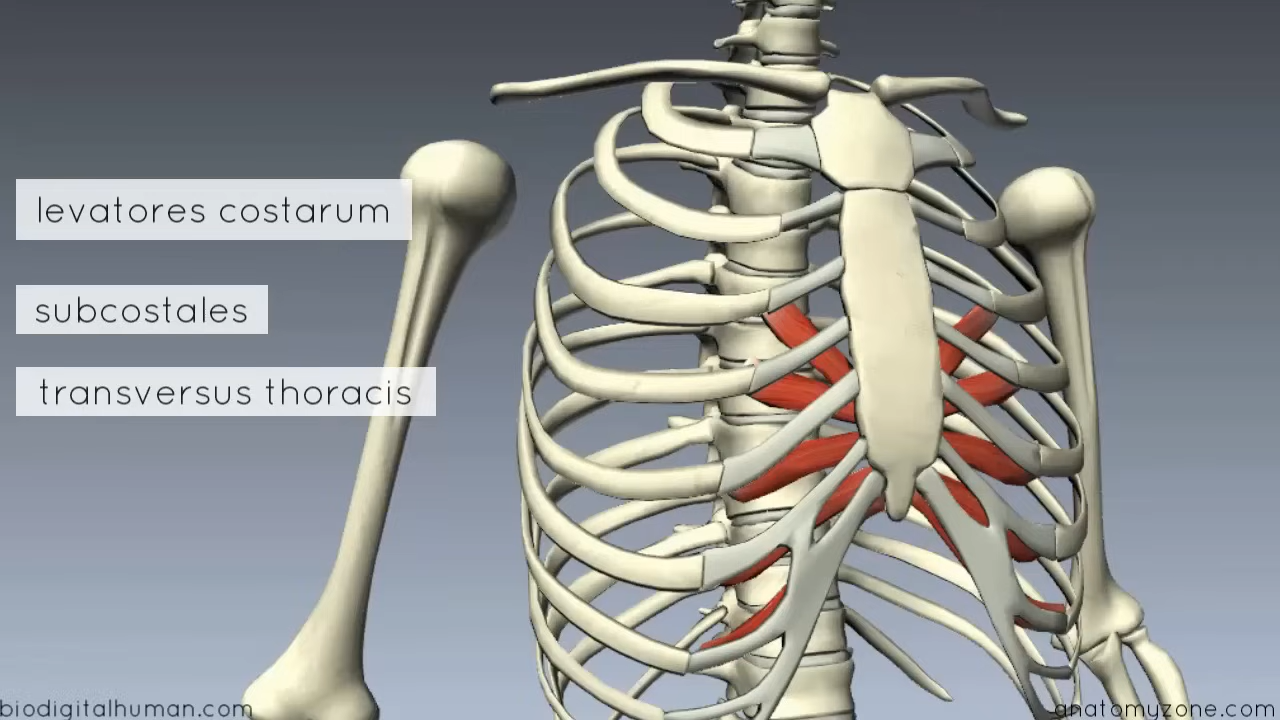 levatores costarum
subcostales
transversus thoracis
biodigitalhuman.com
anatomyzone.com